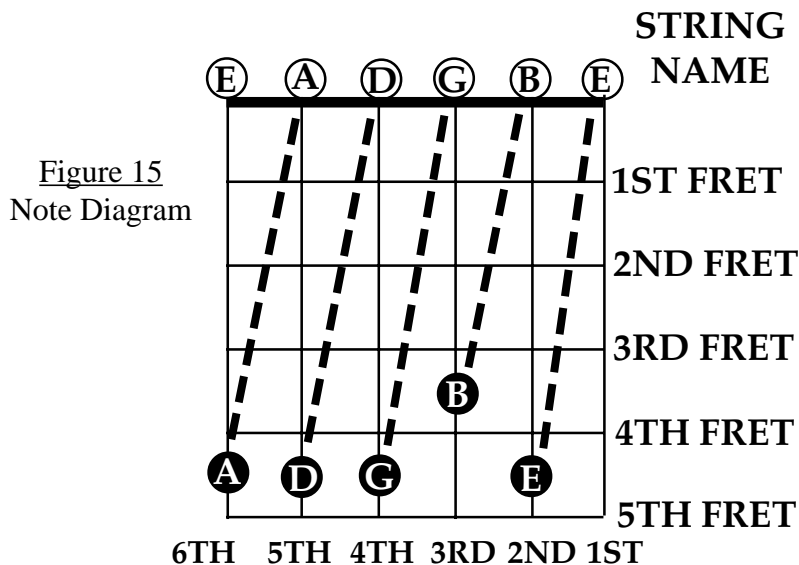 STRING
NAME
E A D G B E
Figure 15
Note Diagram
1ST FRET
2ND FRET
3RD FRET
B
4TH FRET
A D G E
5TH FRET
6TH 5TH 4TH 3RD 2ND 1ST